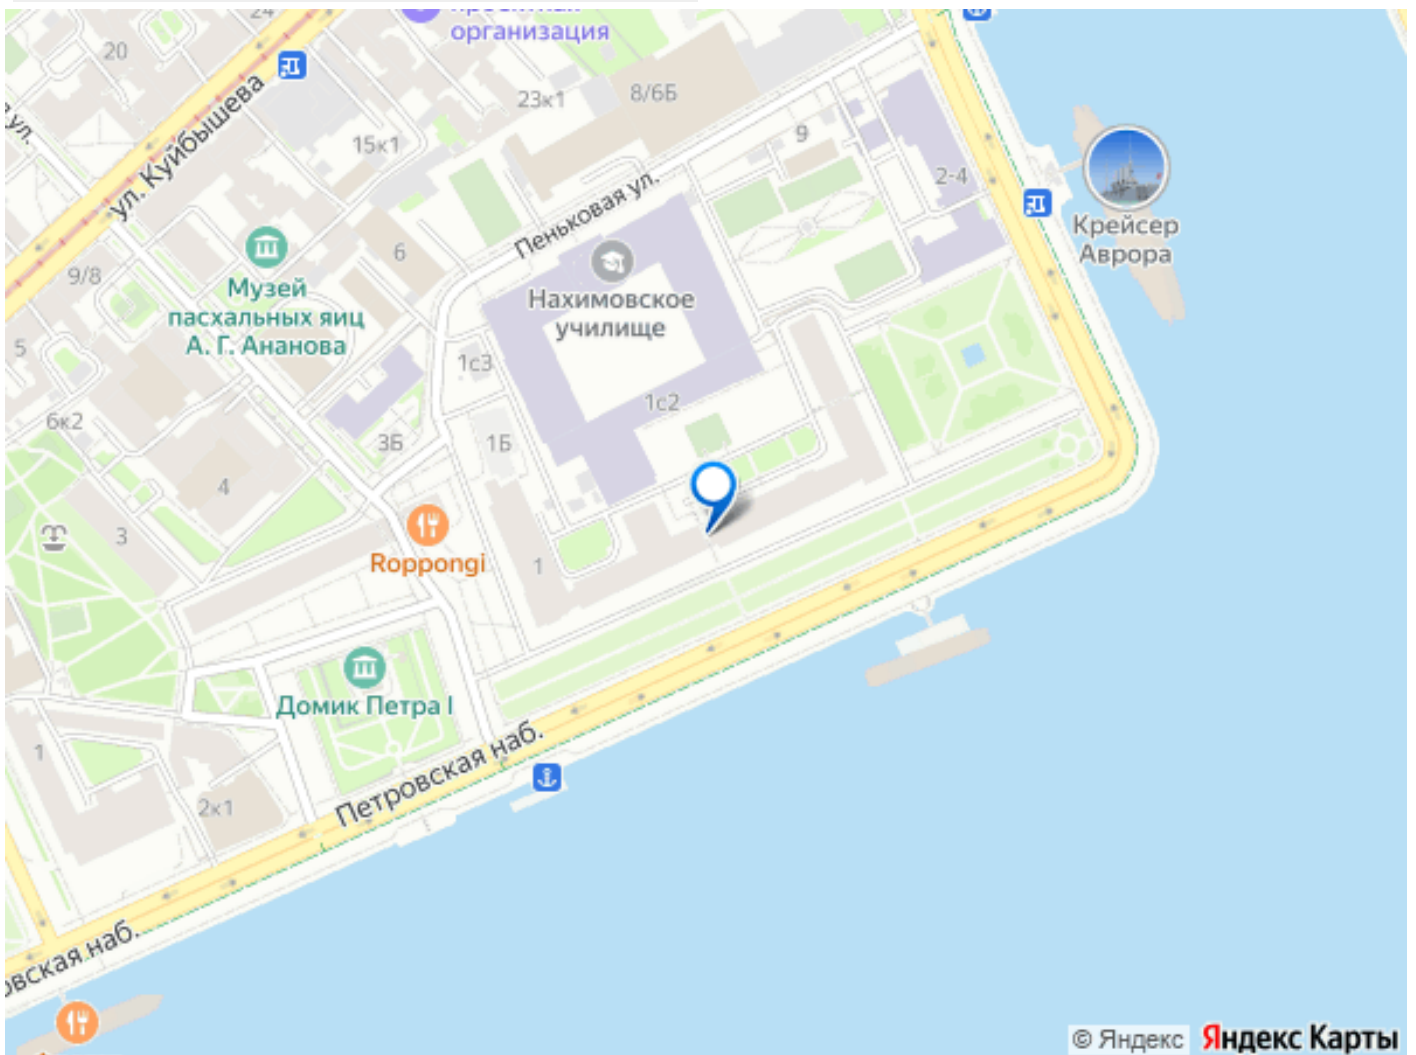 24
организация
20
ул. Куйбышева
23к1
8/6Б
15к1
9
2-4
Пеньковая ул.
Крейсер
Аврора
6
9/8
Музей
пасхальных яиц
А. Г. Ананова
Нахимовское
училище
5
1с3
1с2
6к2
3Б
1Б
4
3
Roppongi
1
Домик Петра I
Петровская наб.
1
2к1
овская наб.
© Яндекс
Яндекс Карты